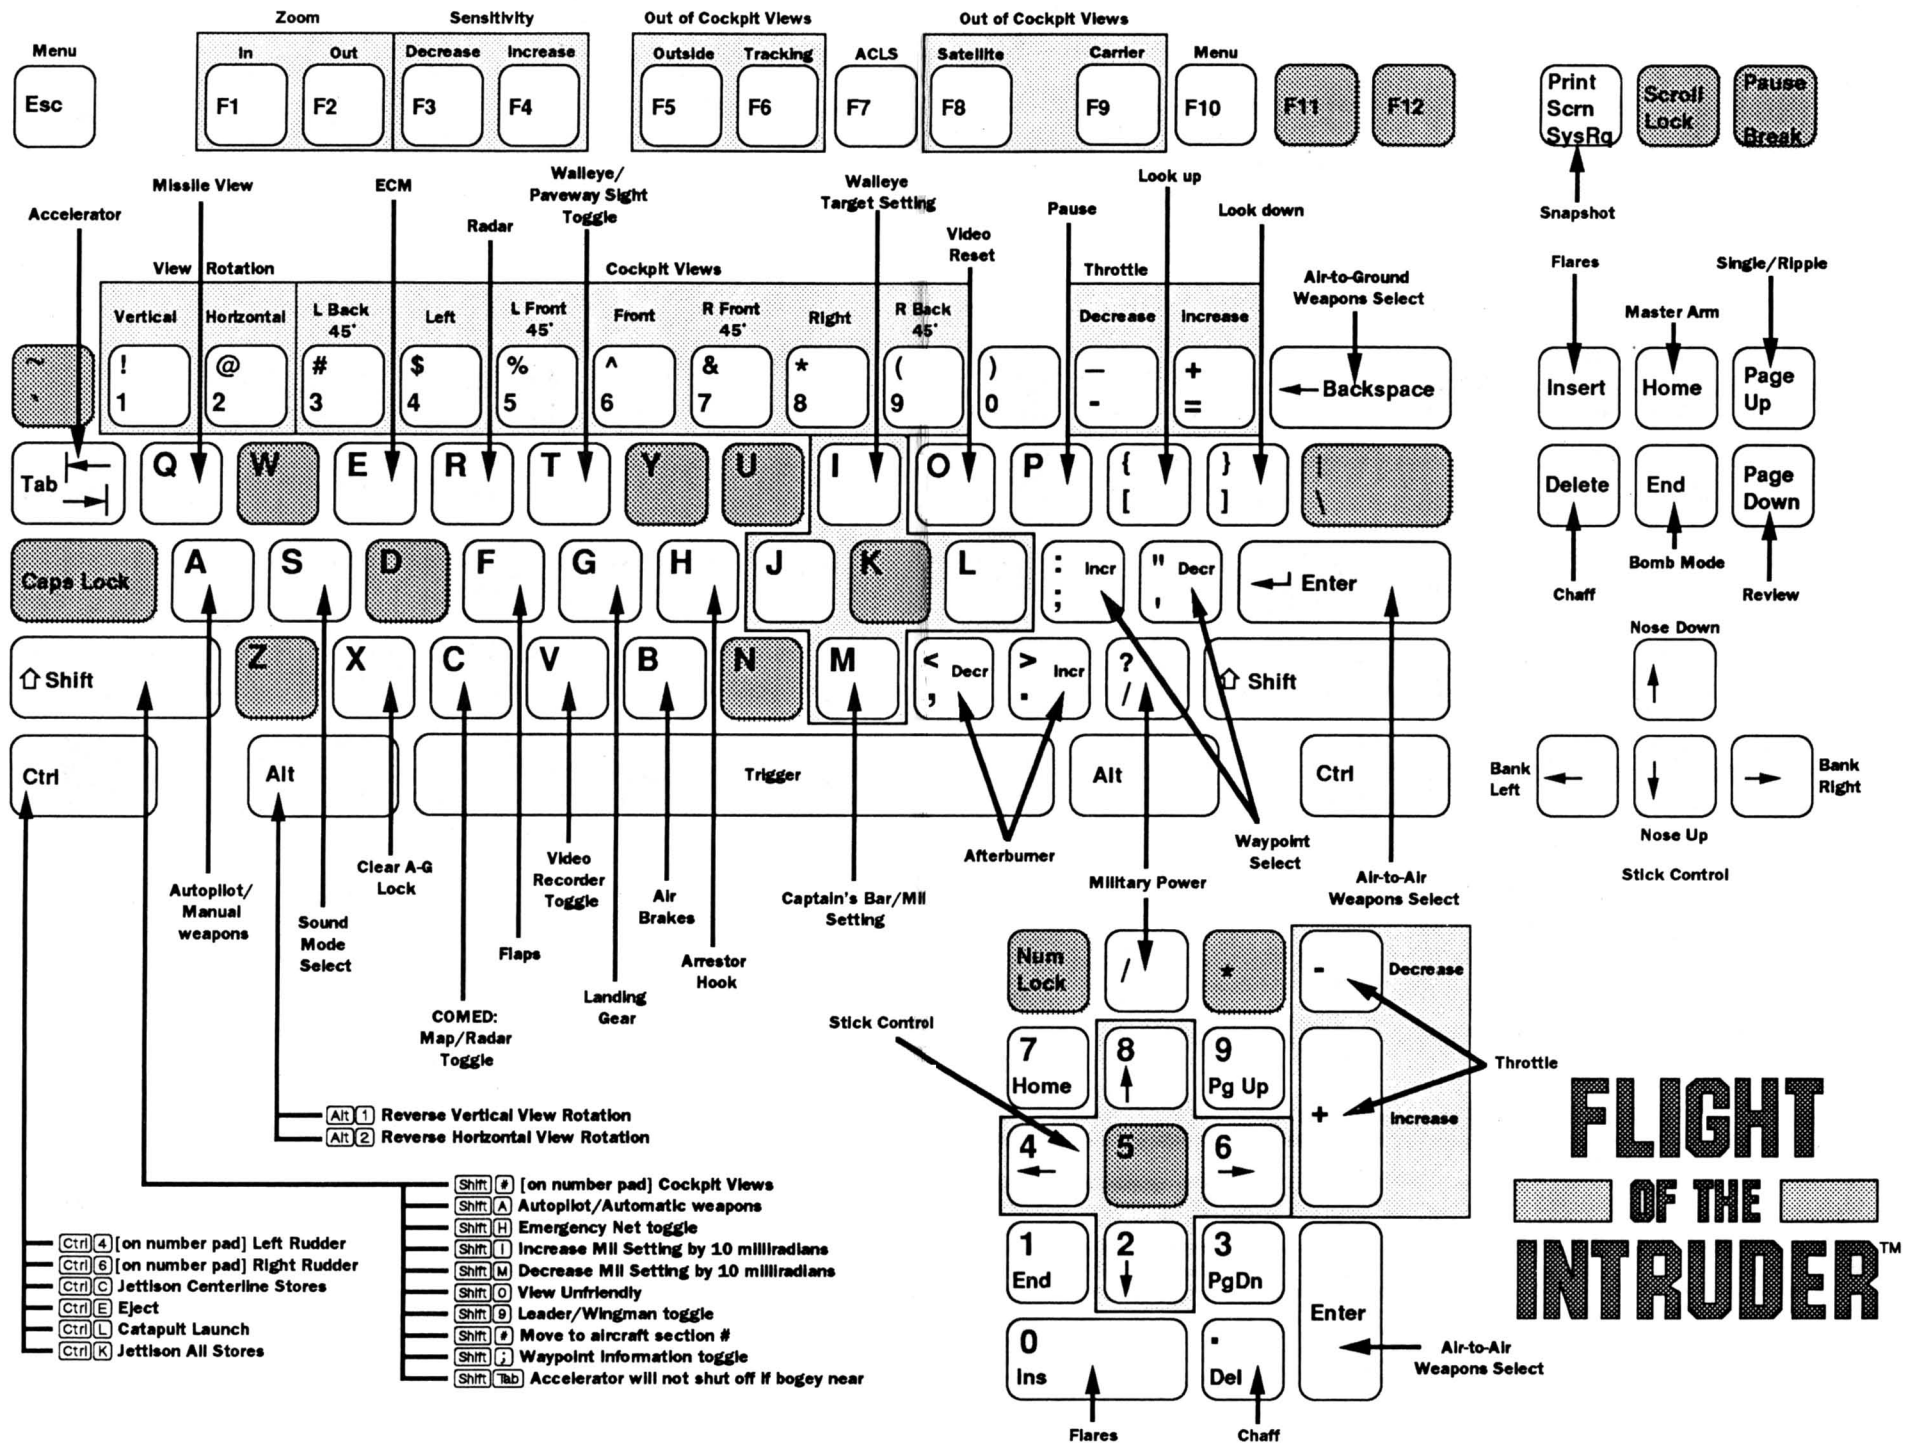 Zoom
Sensitivity
Out of Cockpit Views
Out of Cockpit Views
Menu
In
Out
Decrease
Increase
Outside
Tracking
ACLS
Satellite
Carrier
Menu
Esc
F1
F2
F3
F4
F5
F6
F7
F8
F9
F10
F11
F12
Print
Scrn
SysRq
Scroll
Lock
Pause
Break
Snapshot
Accelerator
Missile View
ECM
Radar
Walleye/
Paveway Sight
Toggle
Walleye
Target Setting
Video
Reset
Pause
Look up
Look down
Air-to-Ground
Weapons Select
Flares
Master Arm
Single/Ripple
View Rotation
Cockpit Views
Throttle
Vertical
Horizontal
L Back
45°
Left
L Front
45°
Front
R Front
45°
Right
R Back
45°
Decrease
Increase
~
! 1
@ 2
# 3
$ 4
% 5
^ 6
& 7
* 8
( 9
) 0
— -
+ =
← Backspace
Insert
Home
Page
Up
Tab
Q
W
E
R
T
Y
U
I
O
P
{ [
} ]
| \
Delete
End
Page
Down
Chaff
Bomb Mode
Review
Caps Lock
A
S
D
F
G
H
J
K
L
: ; Incr
" ' Decr
Enter
Shift
Z
X
C
V
B
N
M
< , Decr
> . Incr
? /
Shift
Ctrl
Alt
Trigger
Alt
Ctrl
Nose Down
Bank
Left
Bank
Right
Nose Up
Stick Control
Autopilot/
Manual
weapons
Sound
Mode
Select
Clear A-G
Lock
COMED:
Map/Radar
Toggle
Flaps
Video
Recorder
Toggle
Landing
Gear
Air
Brakes
Arrestor
Hook
Captain's Bar/Mil
Setting
Afterburner
Military Power
Waypoint
Select
Air-to-Air
Weapons Select
Stick Control
Num
Lock
/
*
-
Decrease
7
Home
8
9
Pg Up
+
Increase
Throttle
4
5
6
1
End
2
3
PgDn
Enter
Air-to-Air
Weapons Select
0
Ins
.
Del
Flares
Chaff
Alt 1 Reverse Vertical View Rotation
Alt 2 Reverse Horizontal View Rotation
Shift # [on number pad] Cockpit Views
Shift A Autopilot/Automatic weapons
Shift H Emergency Net toggle
Shift I Increase Mil Setting by 10 milliradians
Shift M Decrease Mil Setting by 10 milliradians
Shift O View Unfriendly
Shift 9 Leader/Wingman toggle
Shift # Move to aircraft section #
Shift ; Waypoint Information toggle
Shift Tab Accelerator will not shut off if bogey near
Ctrl 4 [on number pad] Left Rudder
Ctrl 6 [on number pad] Right Rudder
Ctrl C Jettison Centerline Stores
Ctrl E Eject
Ctrl L Catapult Launch
Ctrl K Jettison All Stores
FLIGHT
OF THE
INTRUDER™